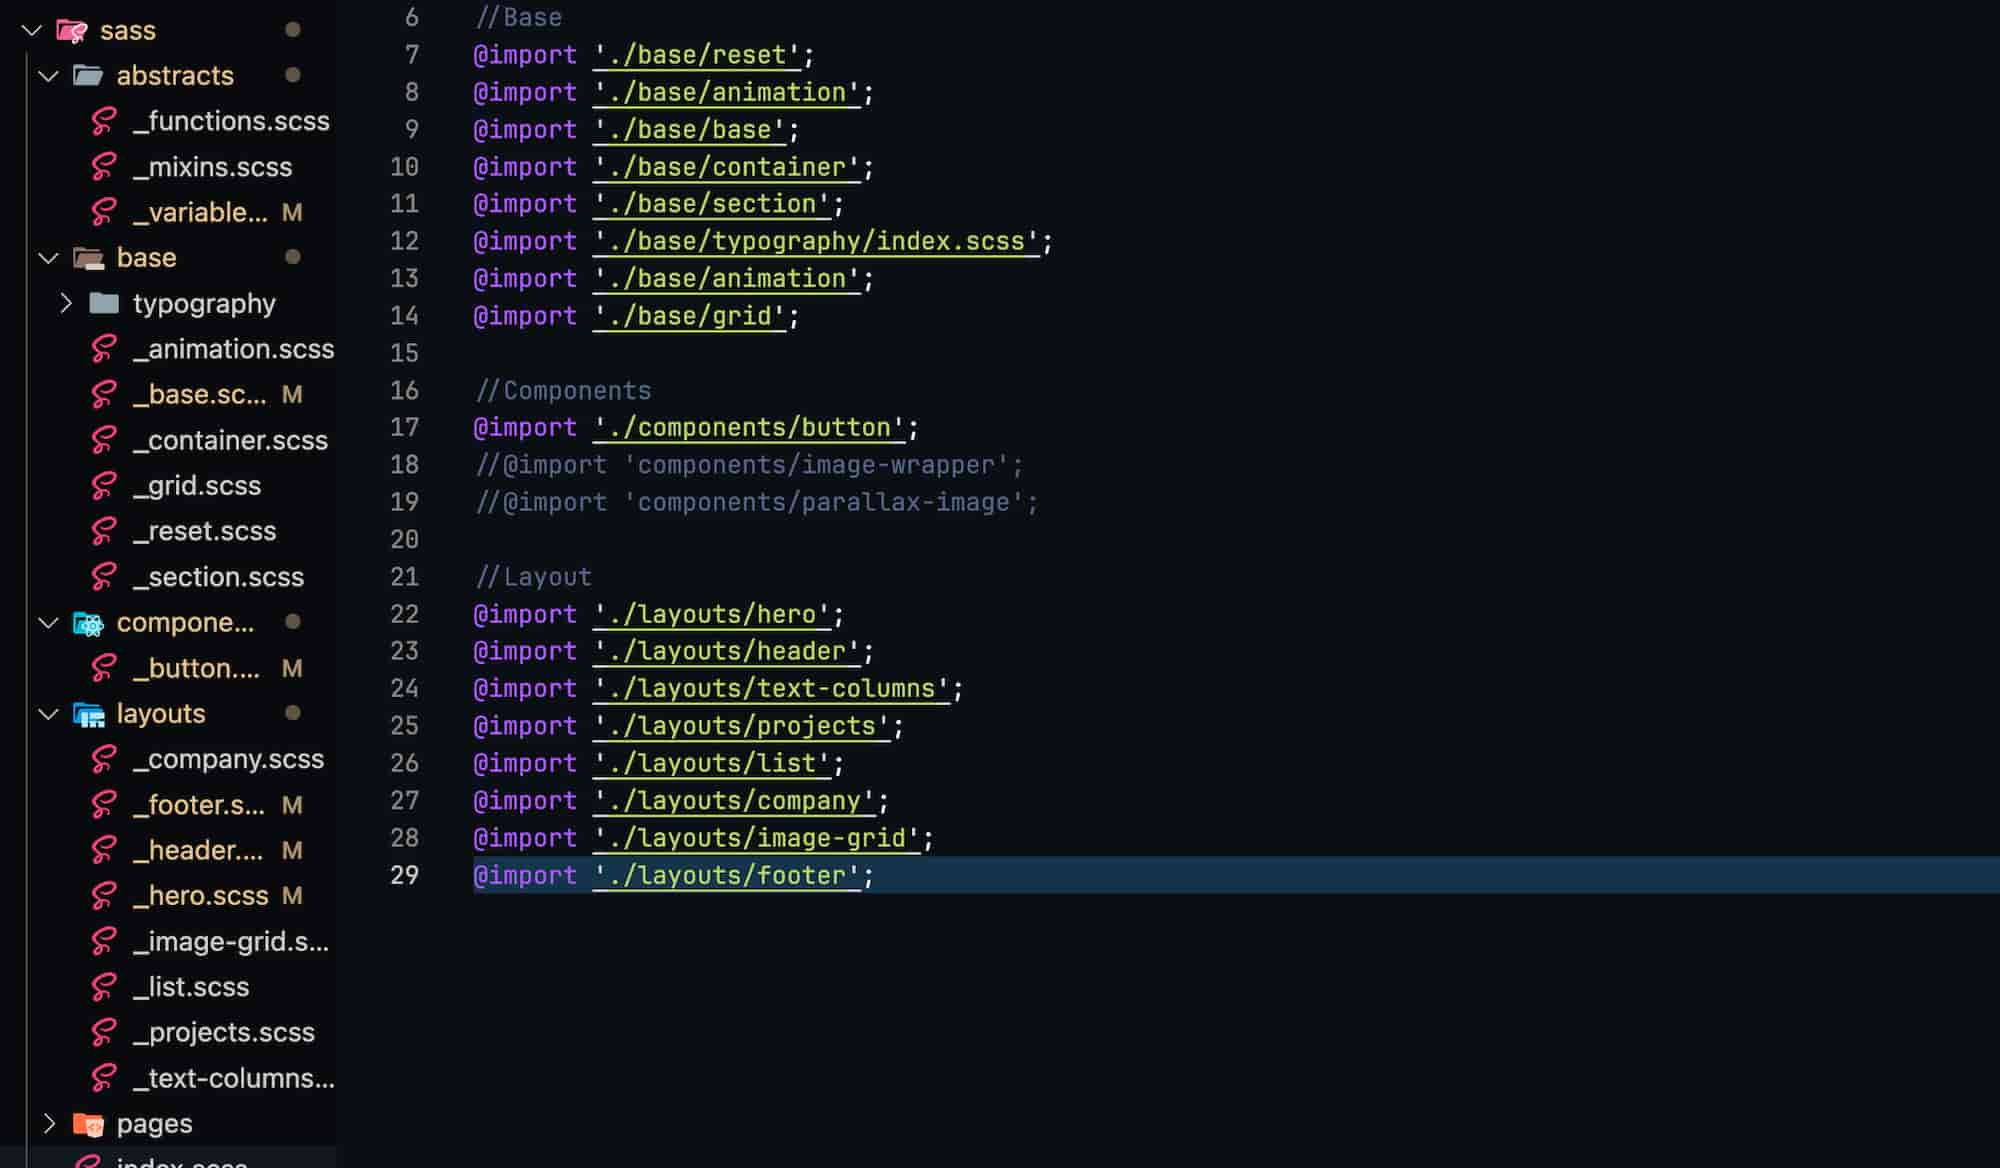 sass
abstracts
_functions.scss
_mixins.scss
_variable... M
base
typography
_animation.scss
_base.sc... M
_container.scss
_grid.scss
_reset.scss
_section.scss
compone...
_button.... M
layouts
_company.scss
_footer.s... M
_header.... M
_hero.scss M
_image-grid.s...
_list.scss
_projects.scss
_text-columns...
pages
index.scss
6 //Base
7 @import './base/reset';
8 @import './base/animation';
9 @import './base/base';
10 @import './base/container';
11 @import './base/section';
12 @import './base/typography/index.scss';
13 @import './base/animation';
14 @import './base/grid';
15
16 //Components
17 @import './components/button';
18 //@import 'components/image-wrapper';
19 //@import 'components/parallax-image';
20
21 //Layout
22 @import './layouts/hero';
23 @import './layouts/header';
24 @import './layouts/text-columns';
25 @import './layouts/projects';
26 @import './layouts/list';
27 @import './layouts/company';
28 @import './layouts/image-grid';
29 @import './layouts/footer';